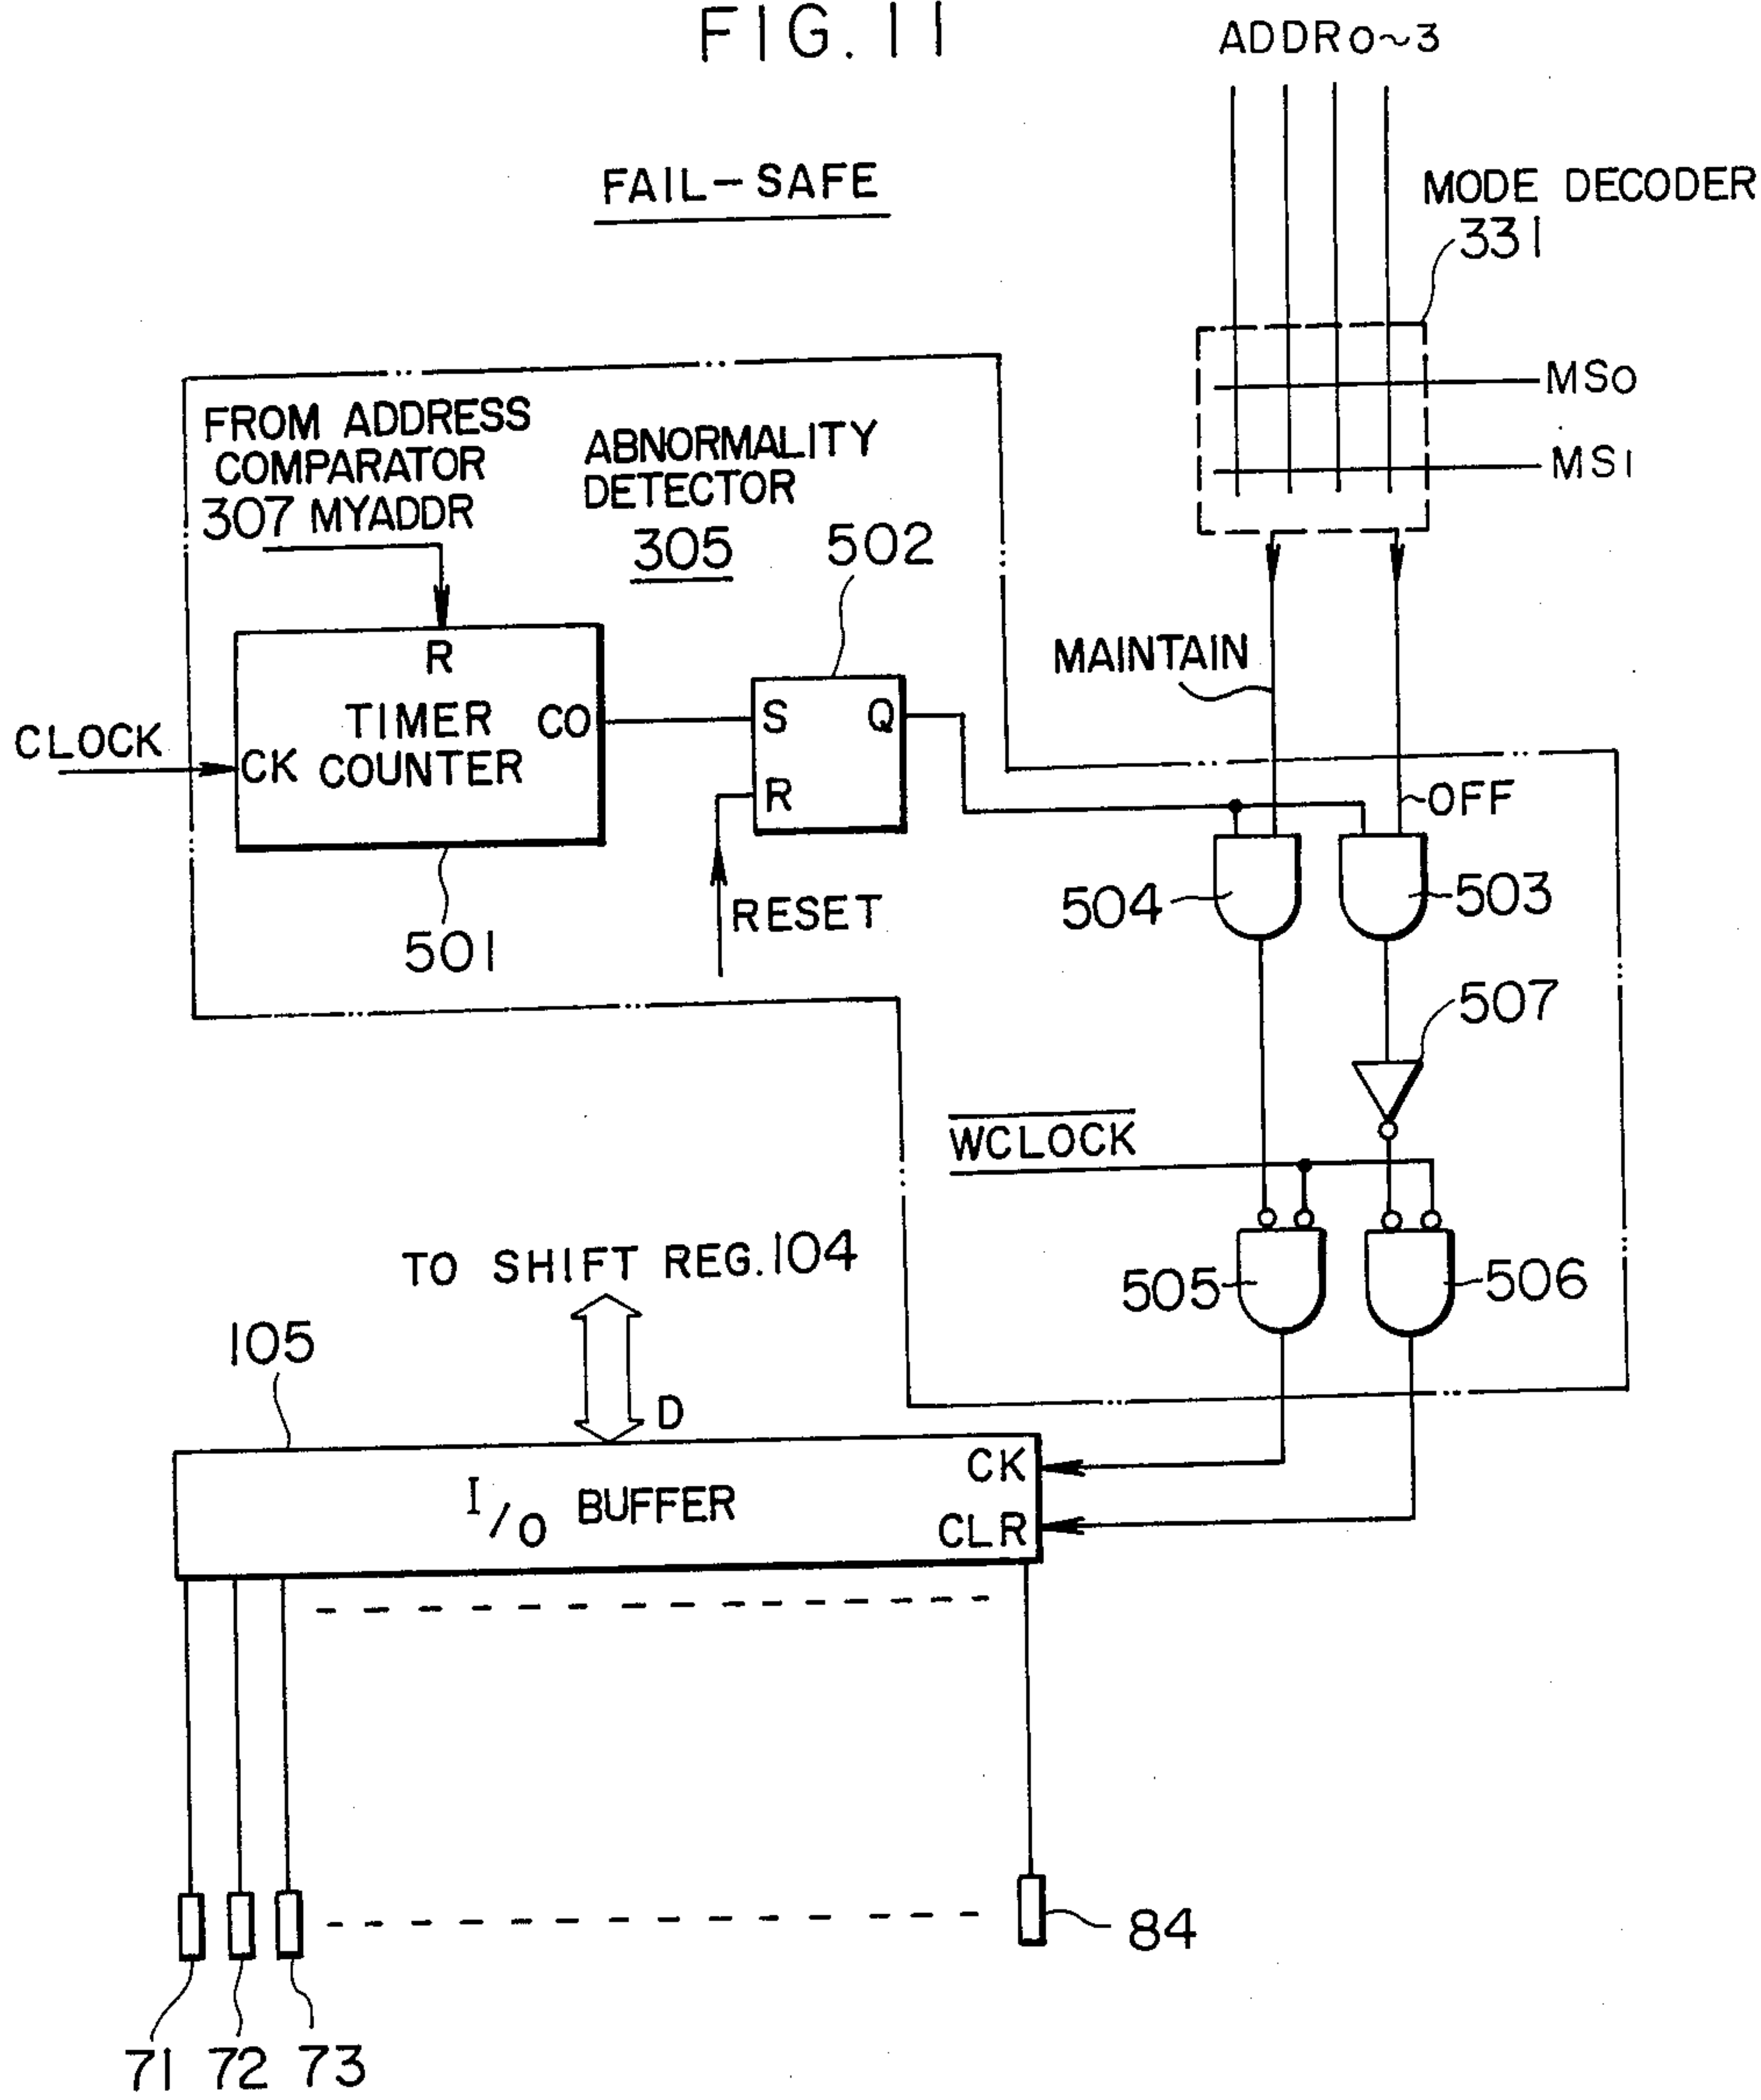 FIG. 11
ADDR0~3
FAIL-SAFE
MODE DECODER
331
MS0
MS1
FROM ADDRESS
COMPARATOR
307 MYADDR
ABNORMALITY
DETECTOR
305
502
R
TIMER
COUNTER
CO
CK
CLOCK
S
Q
R
MAINTAIN
OFF
RESET
501
504
503
507
WCLOCK
TO SHIFT REG. 104
505
506
105
D
I/O BUFFER
CK
CLR
84
71
72
73